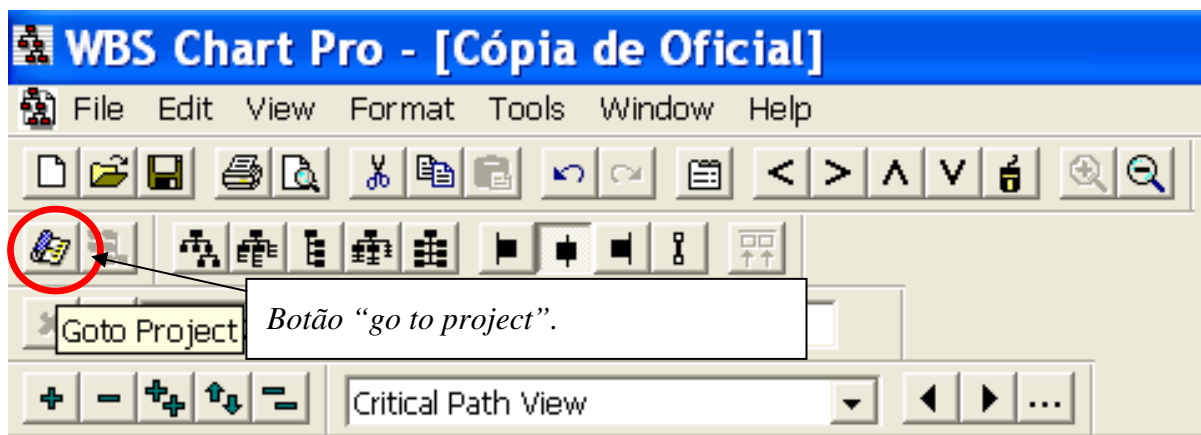 WBS Chart Pro - [Cópia de Oficial]
File Edit View Format Tools Window Help
Goto Project
Botão “go to project”.
Critical Path View